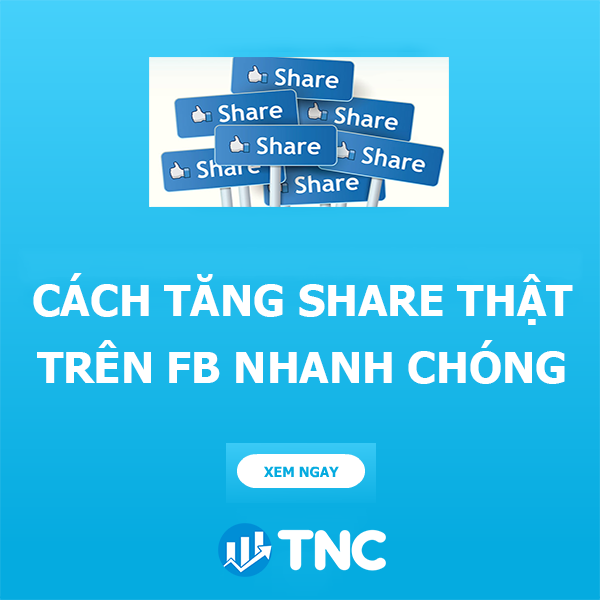 Share
Share
Share
Share
Share
Share
Share
CÁCH TĂNG SHARE THẬT
TRÊN FB NHANH CHÓNG
XEM NGAY
TNC